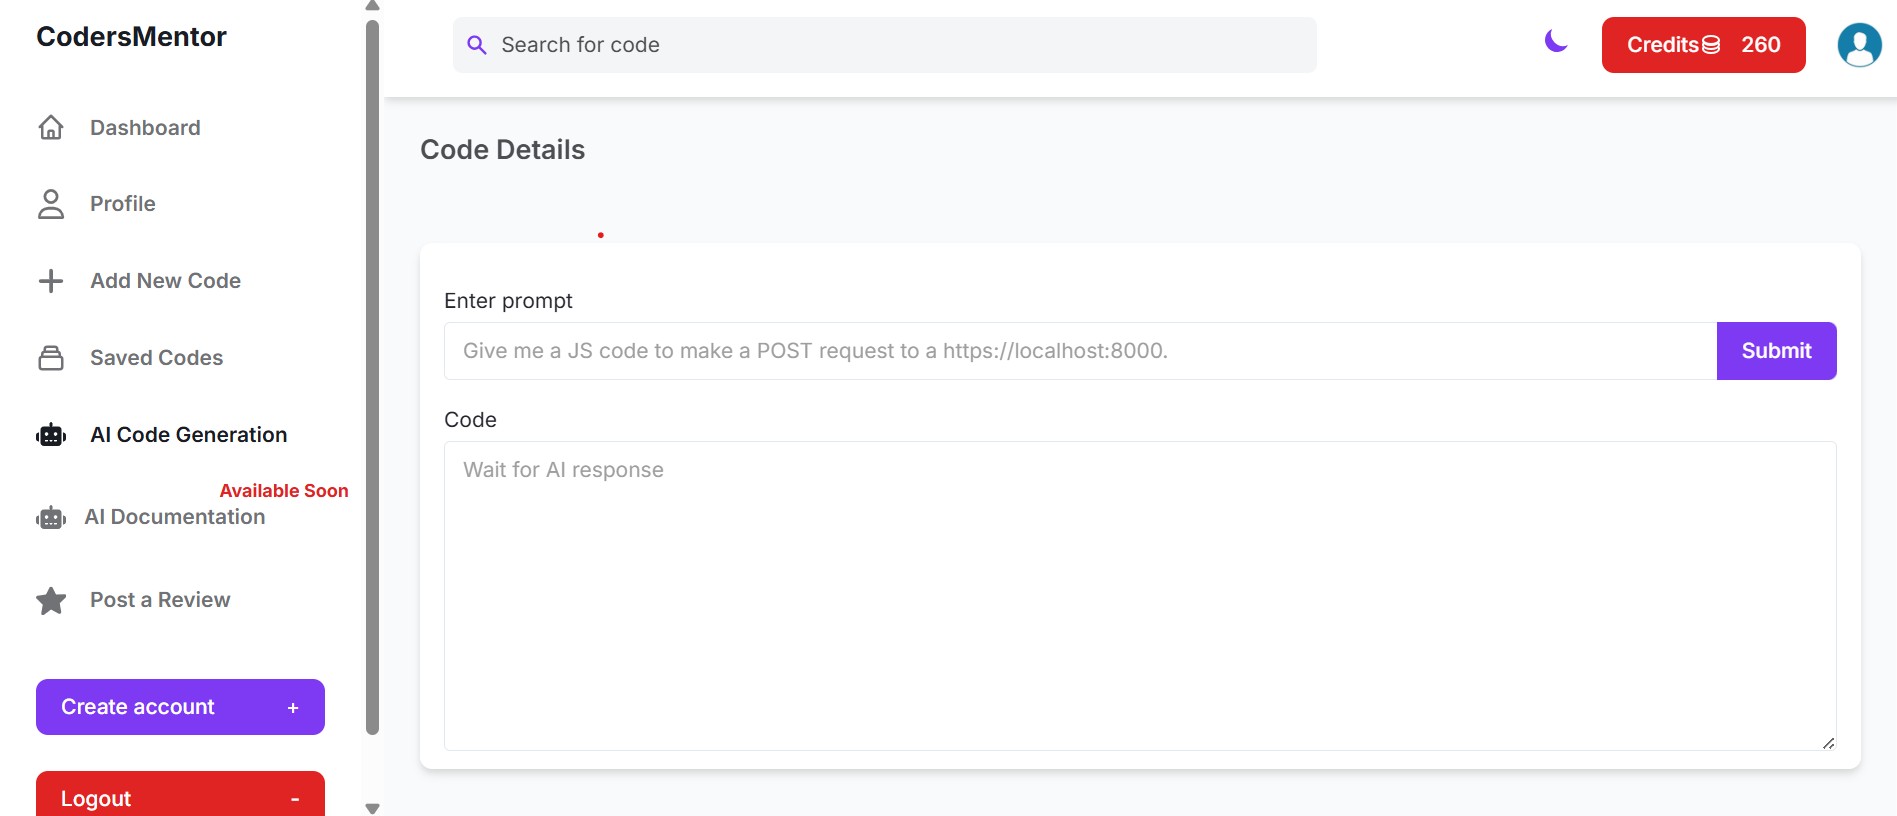 CodersMentor
Dashboard
Profile
Add New Code
Saved Codes
AI Code Generation
Available Soon
AI Documentation
Post a Review
Create account +
Logout -
Search for code
Credits 260
Code Details
Enter prompt
Give me a JS code to make a POST request to a https://localhost:8000.
Submit
Code
Wait for AI response